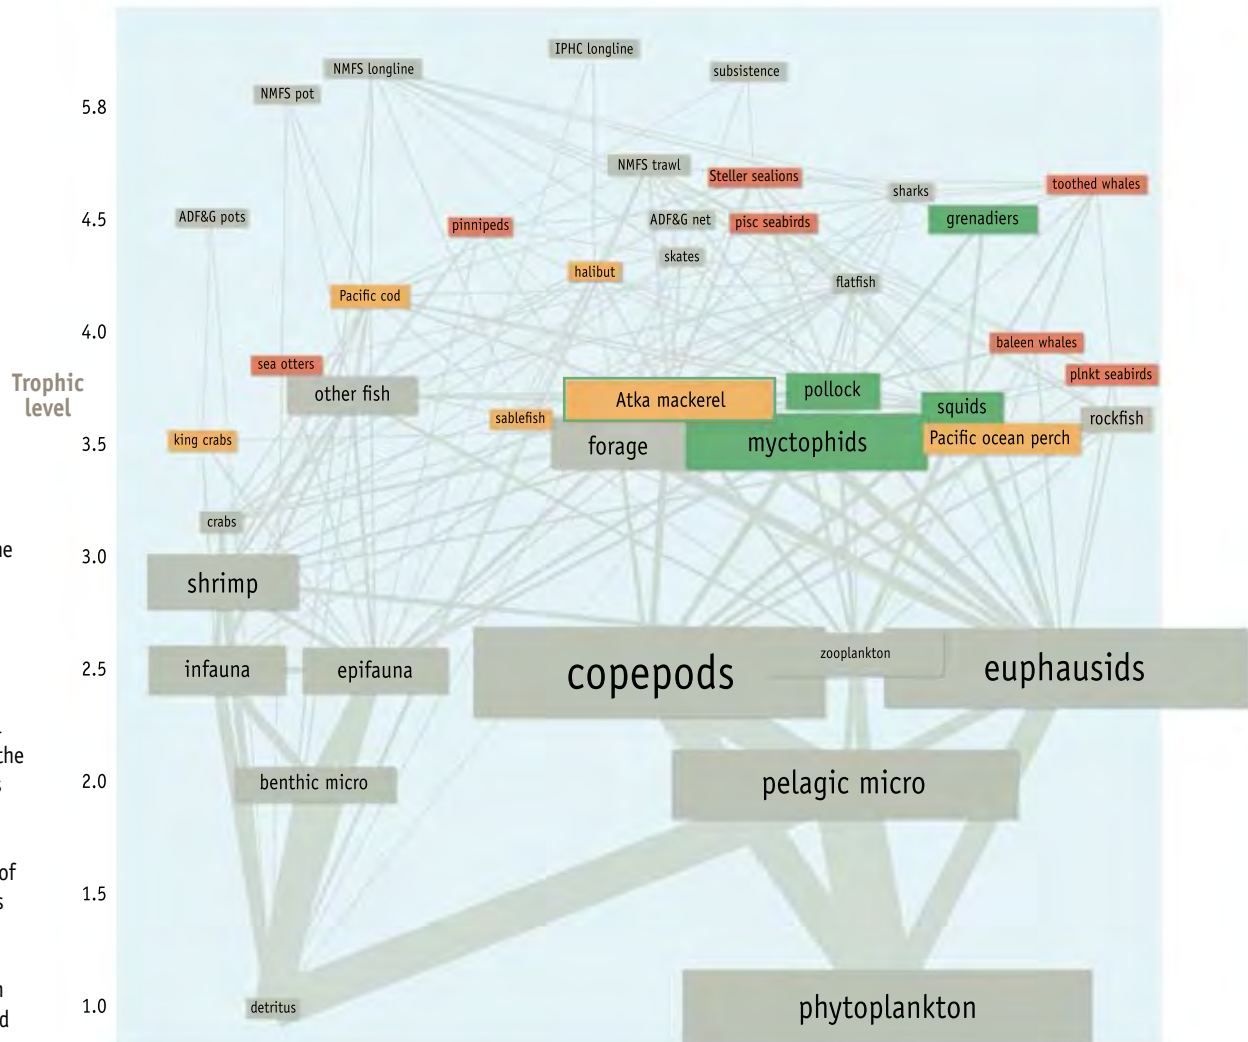 IPHC longline
NMFS longline
subsistence
NMFS pot
5.8
NMFS trawl
Steller sealions
toothed whales
sharks
4.5
ADF&G pots
pinnipeds
ADF&G net
pisc seabirds
grenadiers
skates
halibut
flatfish
Pacific cod
4.0
baleen whales
sea otters
plnkt seabirds
Trophic
level
other fish
Atka mackerel
pollock
squids
sablefish
rockfish
king crabs
3.5
forage
myctophids
Pacific ocean perch
crabs
3.0
shrimp
2.5
infauna
epifauna
copepods
zooplankton
euphausids
the
2.0
benthic micro
pelagic micro
of
1.5
1.0
detritus
phytoplankton